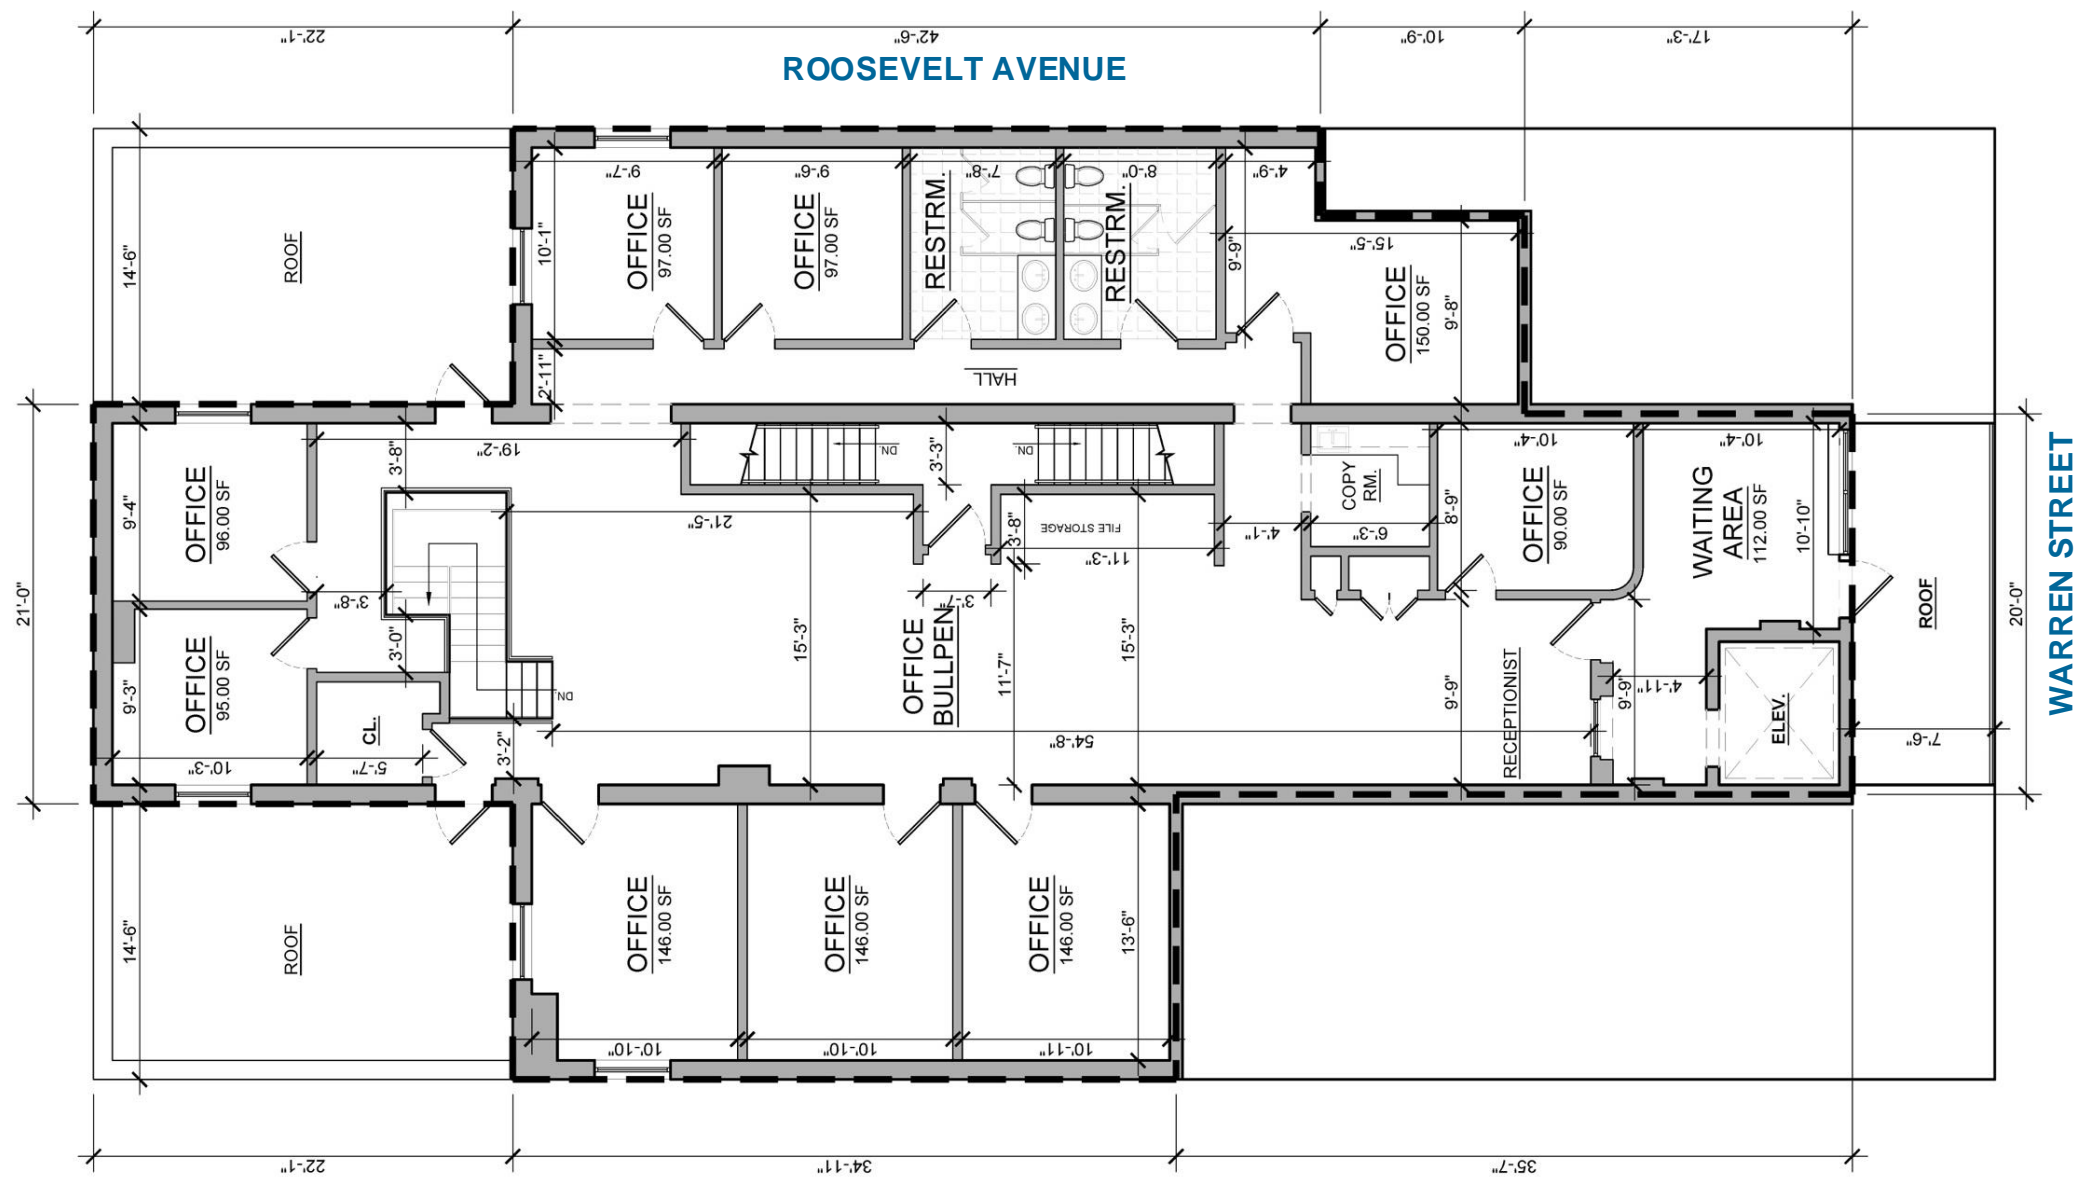 22'-1"
42'-6"
10'-9"
17'-3"
ROOSEVELT AVENUE
9'-7"
9'-6"
7'-8"
8'-0"
4'-9"
14'-6"
ROOF
10'-1"
OFFICE
97.00 SF
OFFICE
97.00 SF
RESTRM.
RESTRM.
9'-9"
15'-5"
OFFICE
150.00 SF
9'-8"
2'-11"
HALL
19'-2"
3'-8"
DN.
3'-3"
DN.
10'-4"
10'-4"
9'-4"
OFFICE
96.00 SF
21'-5"
3'-8"
FILE STORAGE
11'-3"
4'-1"
COPY
RM.
6'-3"
8'-9"
OFFICE
90.00 SF
WAITING
AREA
112.00 SF
10'-10"
WARREN STREET
21'-0"
3'-8"
3'-7"
ROOF
20'-0"
9'-3"
OFFICE
95.00 SF
3'-0"
15'-3"
OFFICE
BULLPEN
11'-7"
15'-3"
9'-9"
RECEPTIONIST
9'-9"
4'-11"
ELEV.
7'-6"
CL.
DN.
10'-3"
5'-7"
3'-2"
54'-8"
14'-6"
ROOF
OFFICE
146.00 SF
OFFICE
146.00 SF
OFFICE
146.00 SF
13'-6"
10'-10"
10'-10"
10'-11"
22'-1"
34'-11"
35'-7"